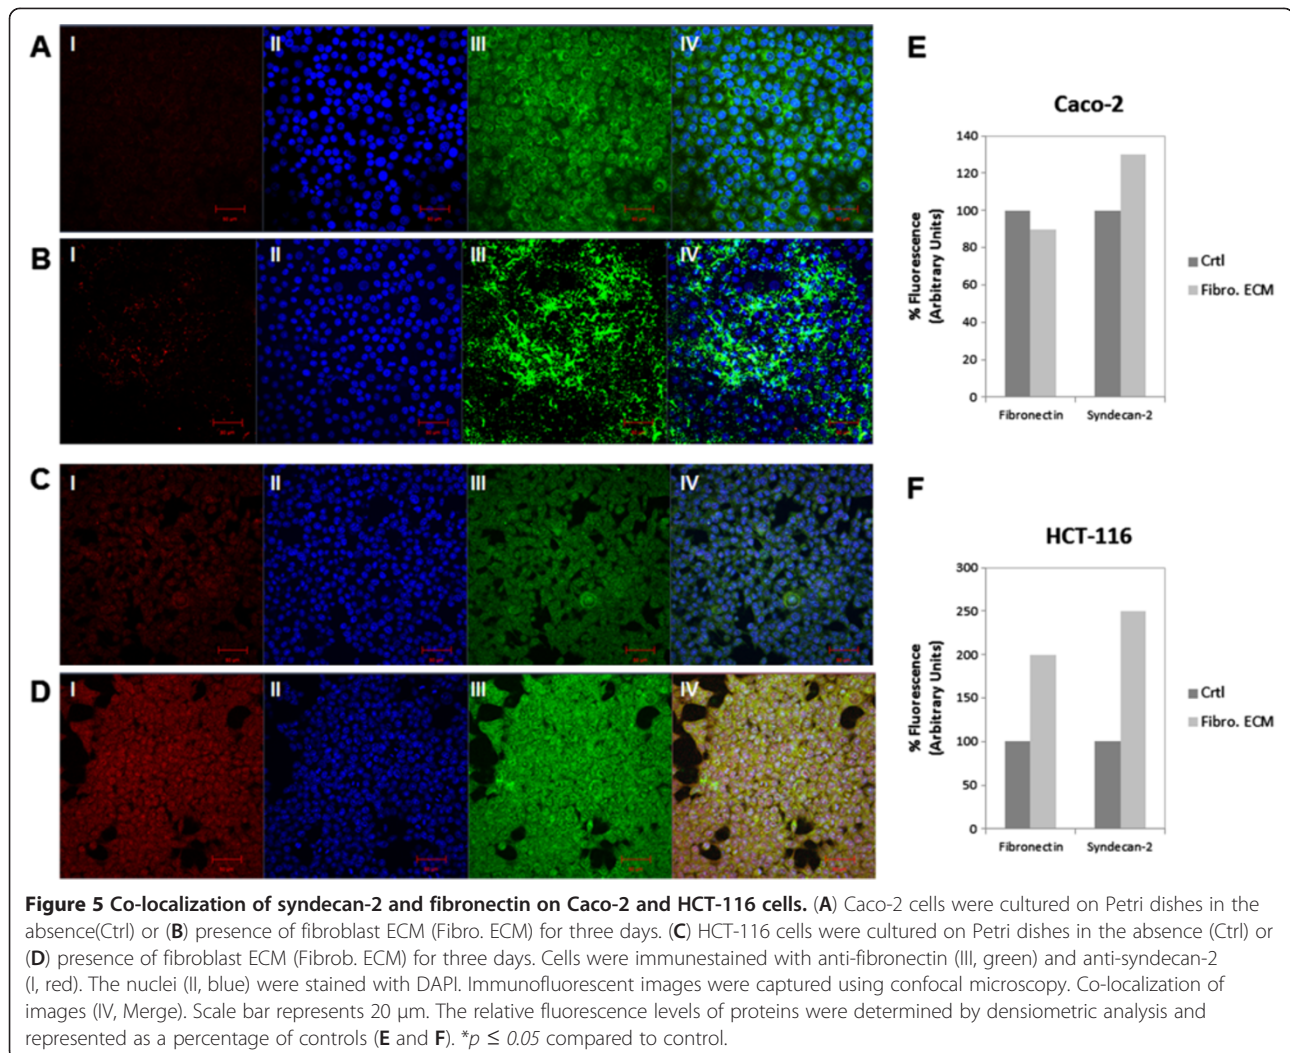 A
I
II
III
IV
B
I
II
III
IV
C
I
II
III
IV
D
I
II
III
IV
E
Caco-2
140
120
100
80
60
40
20
0
% Fluorescence
(Arbitrary Units)
Fibronectin
Syndecan-2
Crtl
Fibro. ECM
F
HCT-116
300
250
200
150
100
50
0
% Fluorescence
(Arbitrary Units)
Fibronectin
Syndecan-2
Crtl
Fibro. ECM
Figure 5 Co-localization of syndecan-2 and fibronectin on Caco-2 and HCT-116 cells. (A) Caco-2 cells were cultured on Petri dishes in the
absence(Ctrl) or (B) presence of fibroblast ECM (Fibro. ECM) for three days. (C) HCT-116 cells were cultured on Petri dishes in the absence (Ctrl) or
(D) presence of fibroblast ECM (Fibrob. ECM) for three days. Cells were immunestained with anti-fibronectin (III, green) and anti-syndecan-2
(I, red). The nuclei (II, blue) were stained with DAPI. Immunofluorescent images were captured using confocal microscopy. Co-localization of
images (IV, Merge). Scale bar represents 20 μm. The relative fluorescence levels of proteins were determined by densiometric analysis and
represented as a percentage of controls (E and F). *p ≤ 0.05 compared to control.